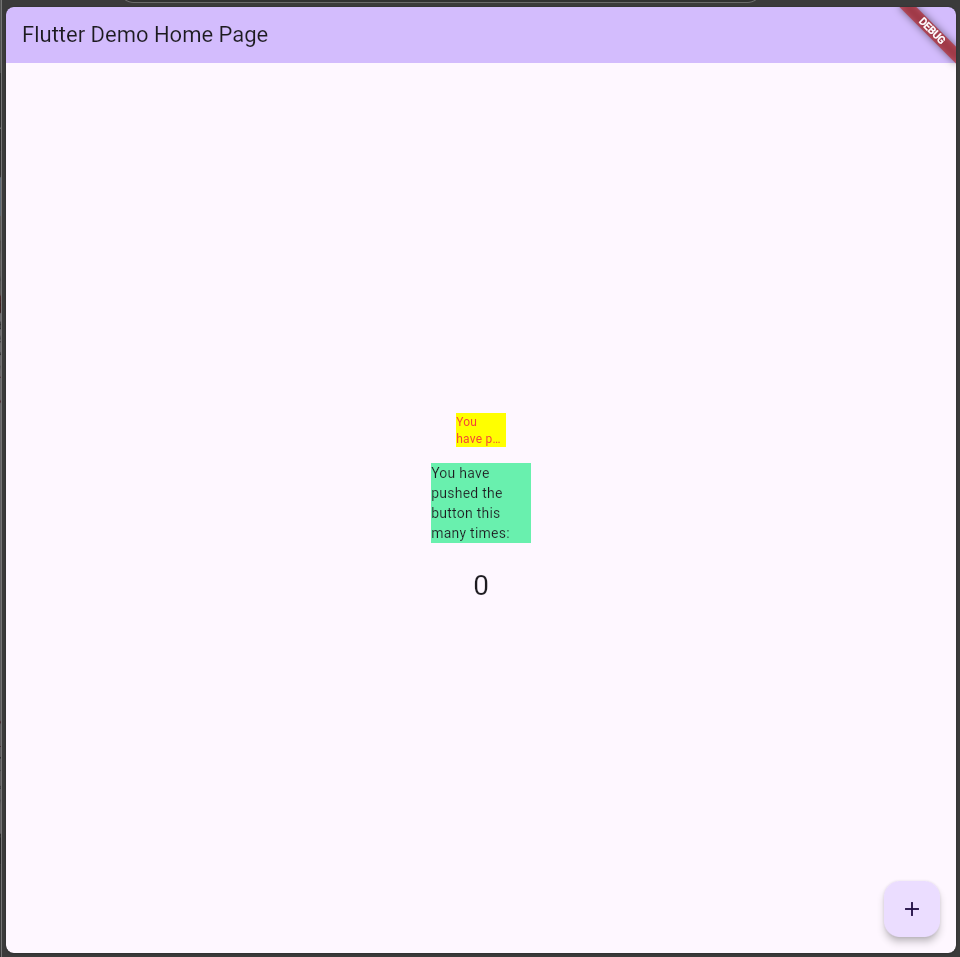 Flutter Demo Home Page
DEBUG
You
have p...
You have
pushed the
button this
many times:
0
+